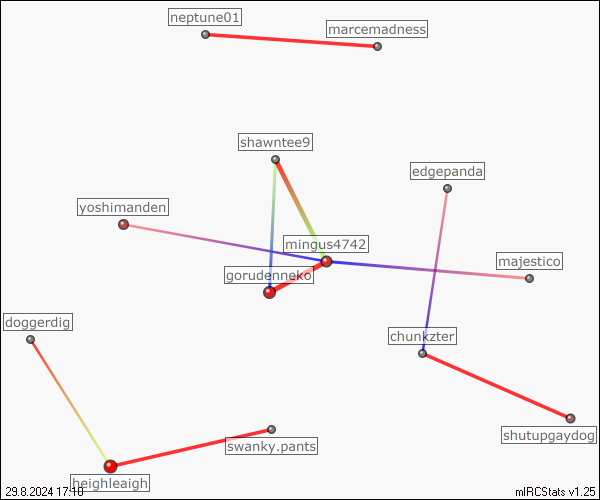 neptune01
marcemadness
shawntee9
edgepanda
yoshimanden
mingus4742
majestico
gorudenneko
doggerdig
chunkzter
shutupgaydog
swanky.pants
heighleaigh
29.8.2024 17:10
mIRCStats v1.25